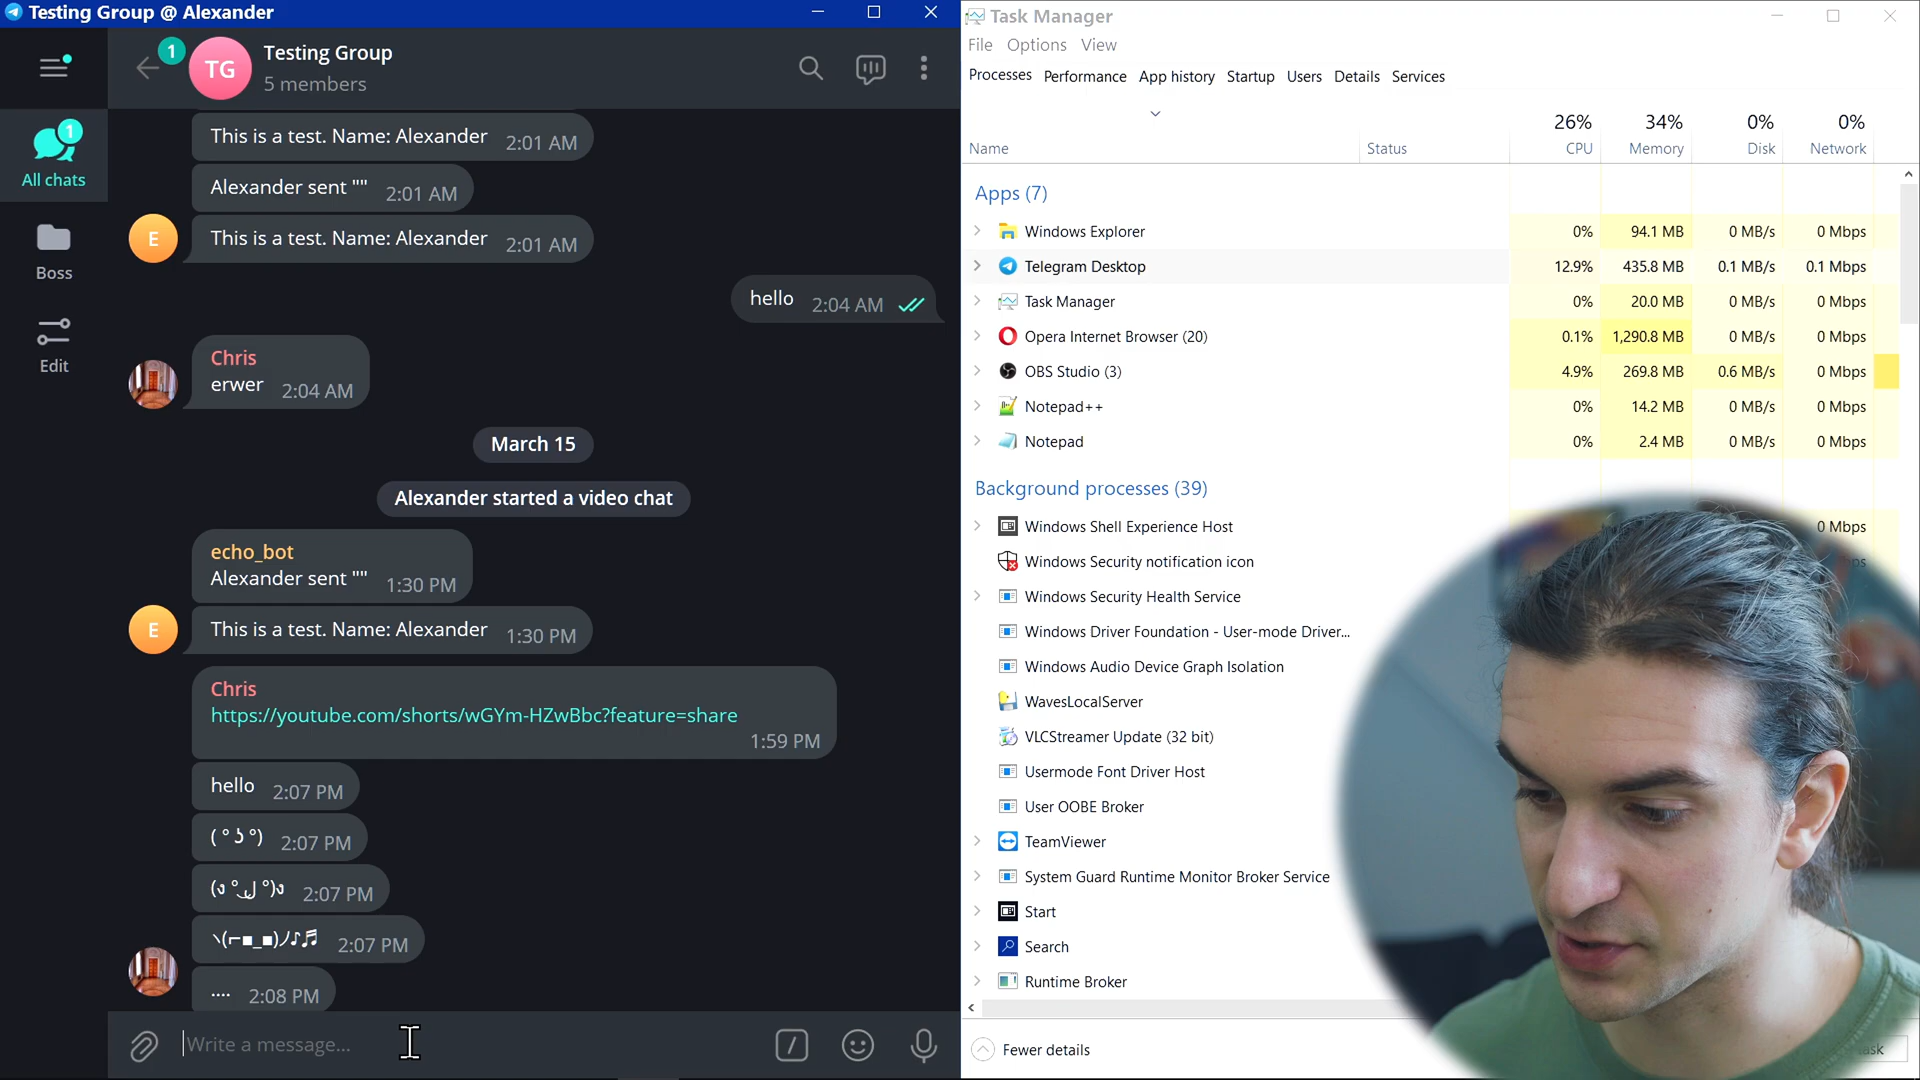 Testing Group @ Alexander
1
TG
Testing Group
5 members
1
All chats
Boss
Edit
This is a test. Name: Alexander 2:01 AM
Alexander sent "" 2:01 AM
E
This is a test. Name: Alexander 2:01 AM
hello 2:04 AM
Chris
erwer 2:04 AM
March 15
Alexander started a video chat
echo_bot
Alexander sent "" 1:30 PM
E
This is a test. Name: Alexander 1:30 PM
Chris
https://youtube.com/shorts/wGYm-HZwBbc?feature=share
1:59 PM
hello 2:07 PM
( ° ʖ °) 2:07 PM
(ง ° ͜ل °)ง 2:07 PM
ヽ(⌐■_■)ノ♪♬ 2:07 PM
.... 2:08 PM
Write a message...
Task Manager
File Options View
Processes Performance App history Startup Users Details Services
26% 34% 0% 0%
Name Status CPU Memory Disk Network
Apps (7)
Windows Explorer 0% 94.1 MB 0 MB/s 0 Mbps
Telegram Desktop 12.9% 435.8 MB 0.1 MB/s 0.1 Mbps
Task Manager 0% 20.0 MB 0 MB/s 0 Mbps
Opera Internet Browser (20) 0.1% 1,290.8 MB 0 MB/s 0 Mbps
OBS Studio (3) 4.9% 269.8 MB 0.6 MB/s 0 Mbps
Notepad++ 0% 14.2 MB 0 MB/s 0 Mbps
Notepad 0% 2.4 MB 0 MB/s 0 Mbps
Background processes (39)
Windows Shell Experience Host 0 Mbps
Windows Security notification icon
Windows Security Health Service
Windows Driver Foundation - User-mode Driver...
Windows Audio Device Graph Isolation
WavesLocalServer
VLCStreamer Update (32 bit)
Usermode Font Driver Host
User OOBE Broker
TeamViewer
System Guard Runtime Monitor Broker Service
Start
Search
Runtime Broker
Fewer details